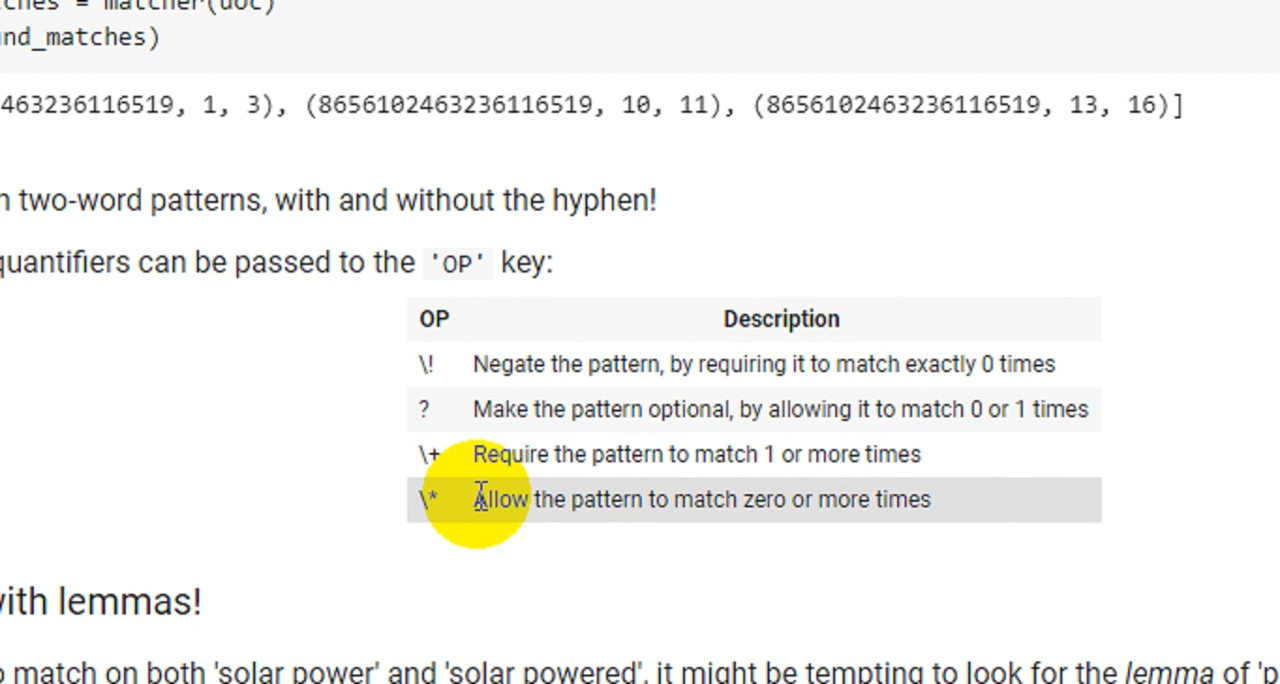 = matcher(doc)
nd_matches)
463236116519, 1, 3), (8656102463236116519, 10, 11), (8656102463236116519, 13, 16)]
two-word patterns, with and without the hyphen!
quantifiers can be passed to the 'OP' key:
OP Description
\! Negate the pattern, by requiring it to match exactly 0 times
? Make the pattern optional, by allowing it to match 0 or 1 times
\+ Require the pattern to match 1 or more times
\* Allow the pattern to match zero or more times
with lemmas!
match on both 'solar power' and 'solar powered', it might be tempting to look for the lemma of 'p